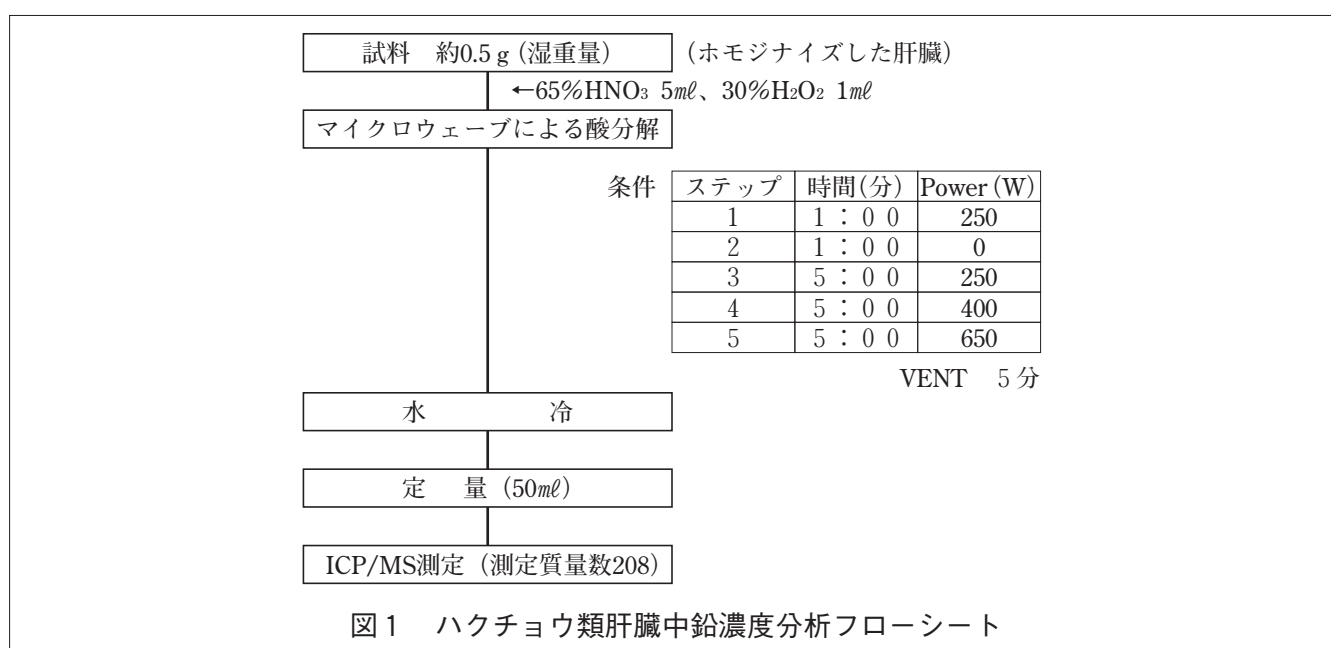 試料　約0.5ｇ（湿重量）　（ホモジナイズした肝臓）
←65%HNO₃ 5㎖、30%H₂O₂ 1㎖
マイクロウェーブによる酸分解
条件　ステップ　時間(分)　Power (W)
1　1：00　250
2　1：00　0
3　5：00　250
4　5：00　400
5　5：00　650
VENT　５分
水　　　冷
定　量（50㎖）
ICP/MS測定（測定質量数208）
図１　ハクチョウ類肝臓中鉛濃度分析フローシート